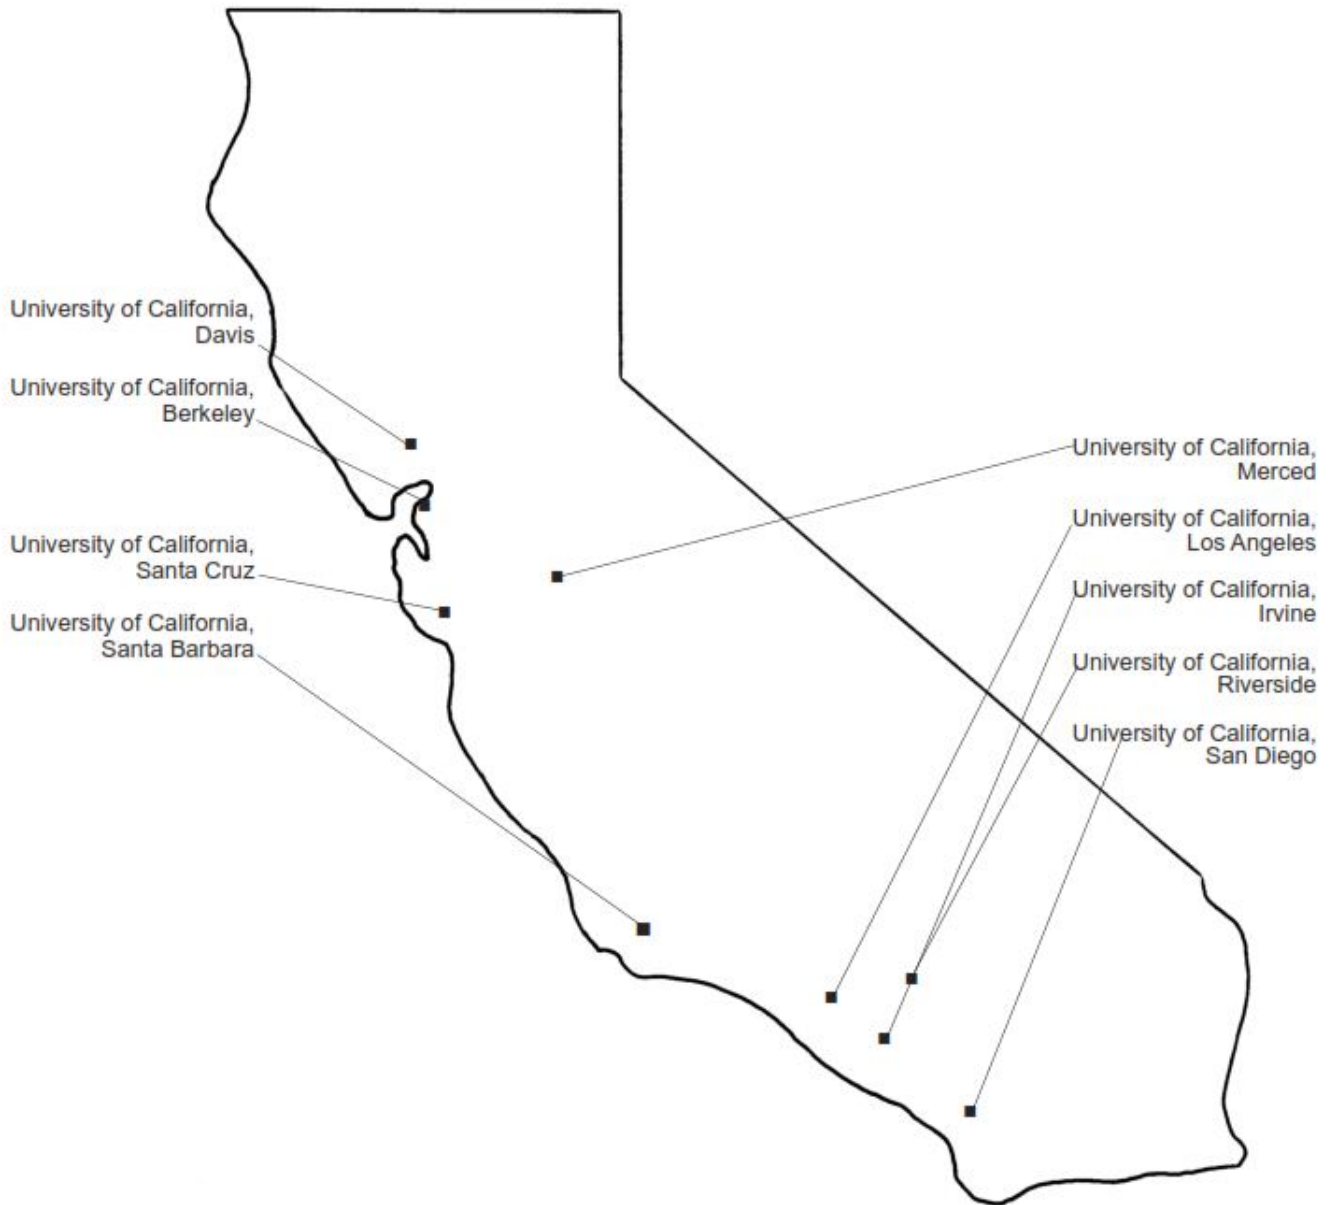 University of California,
Davis
University of California,
Berkeley
University of California,
Santa Cruz
University of California,
Santa Barbara
University of California,
Merced
University of California,
Los Angeles
University of California,
Irvine
University of California,
Riverside
University of California,
San Diego